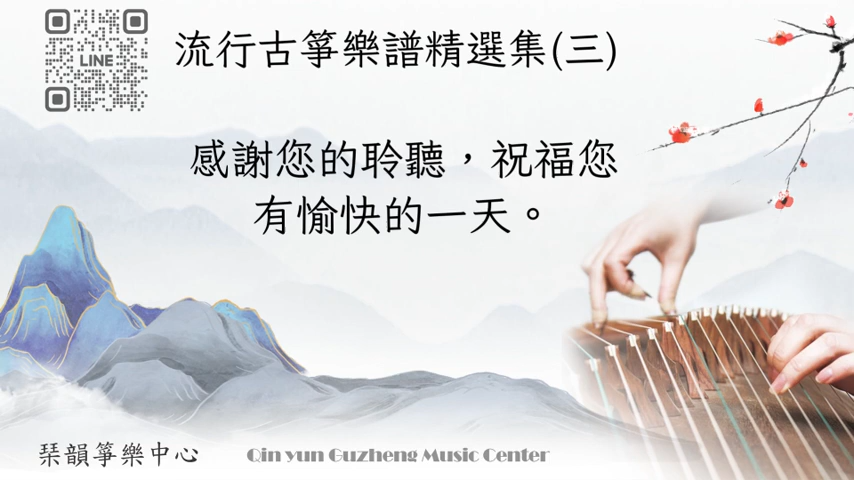 LINE
流行古箏樂譜精選集(三)
感謝您的聆聽，祝福您
有愉快的一天。
琹韻箏樂中心
Qin yun Guzheng Music Center